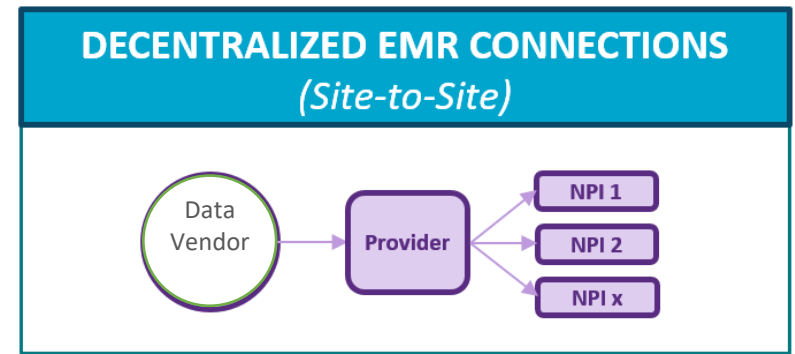 DECENTRALIZED EMR CONNECTIONS
(Site-to-Site)
Data
Vendor
Provider
NPI 1
NPI 2
NPI x